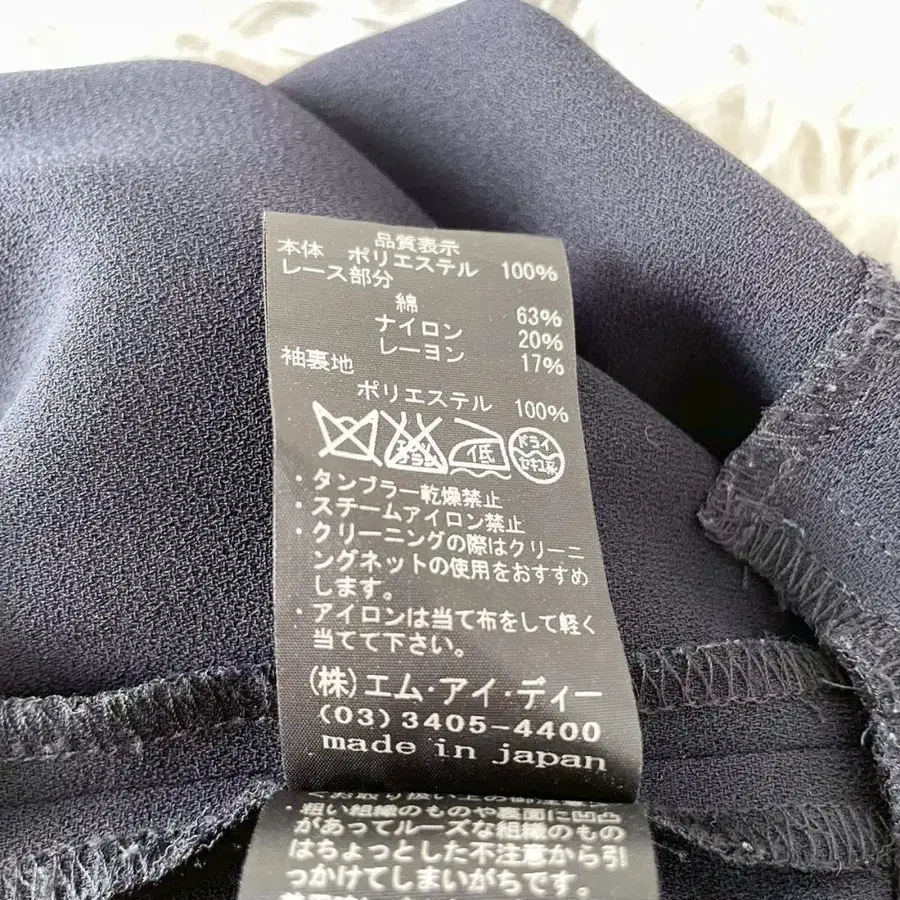 品質表示
本体 ポリエステル 100%
レース部分
綿 63%
ナイロン 20%
レーヨン 17%
袖裏地
ポリエステル 100%
低 ドライ
セキユ系
・タンブラー乾燥禁止
・スチームアイロン禁止
・クリーニングの際はクリーニ
ングネットの使用をおすすめ
します。
・アイロンは当て布をして軽く
当てて下さい。
(株)エム・アイ・ディー
(03)3405-4400
made in japan
・粗い組織のものや表面に凹凸
があってルーズな組織のもの
はちょっとした不注意から引
っかけてしまいがちです。